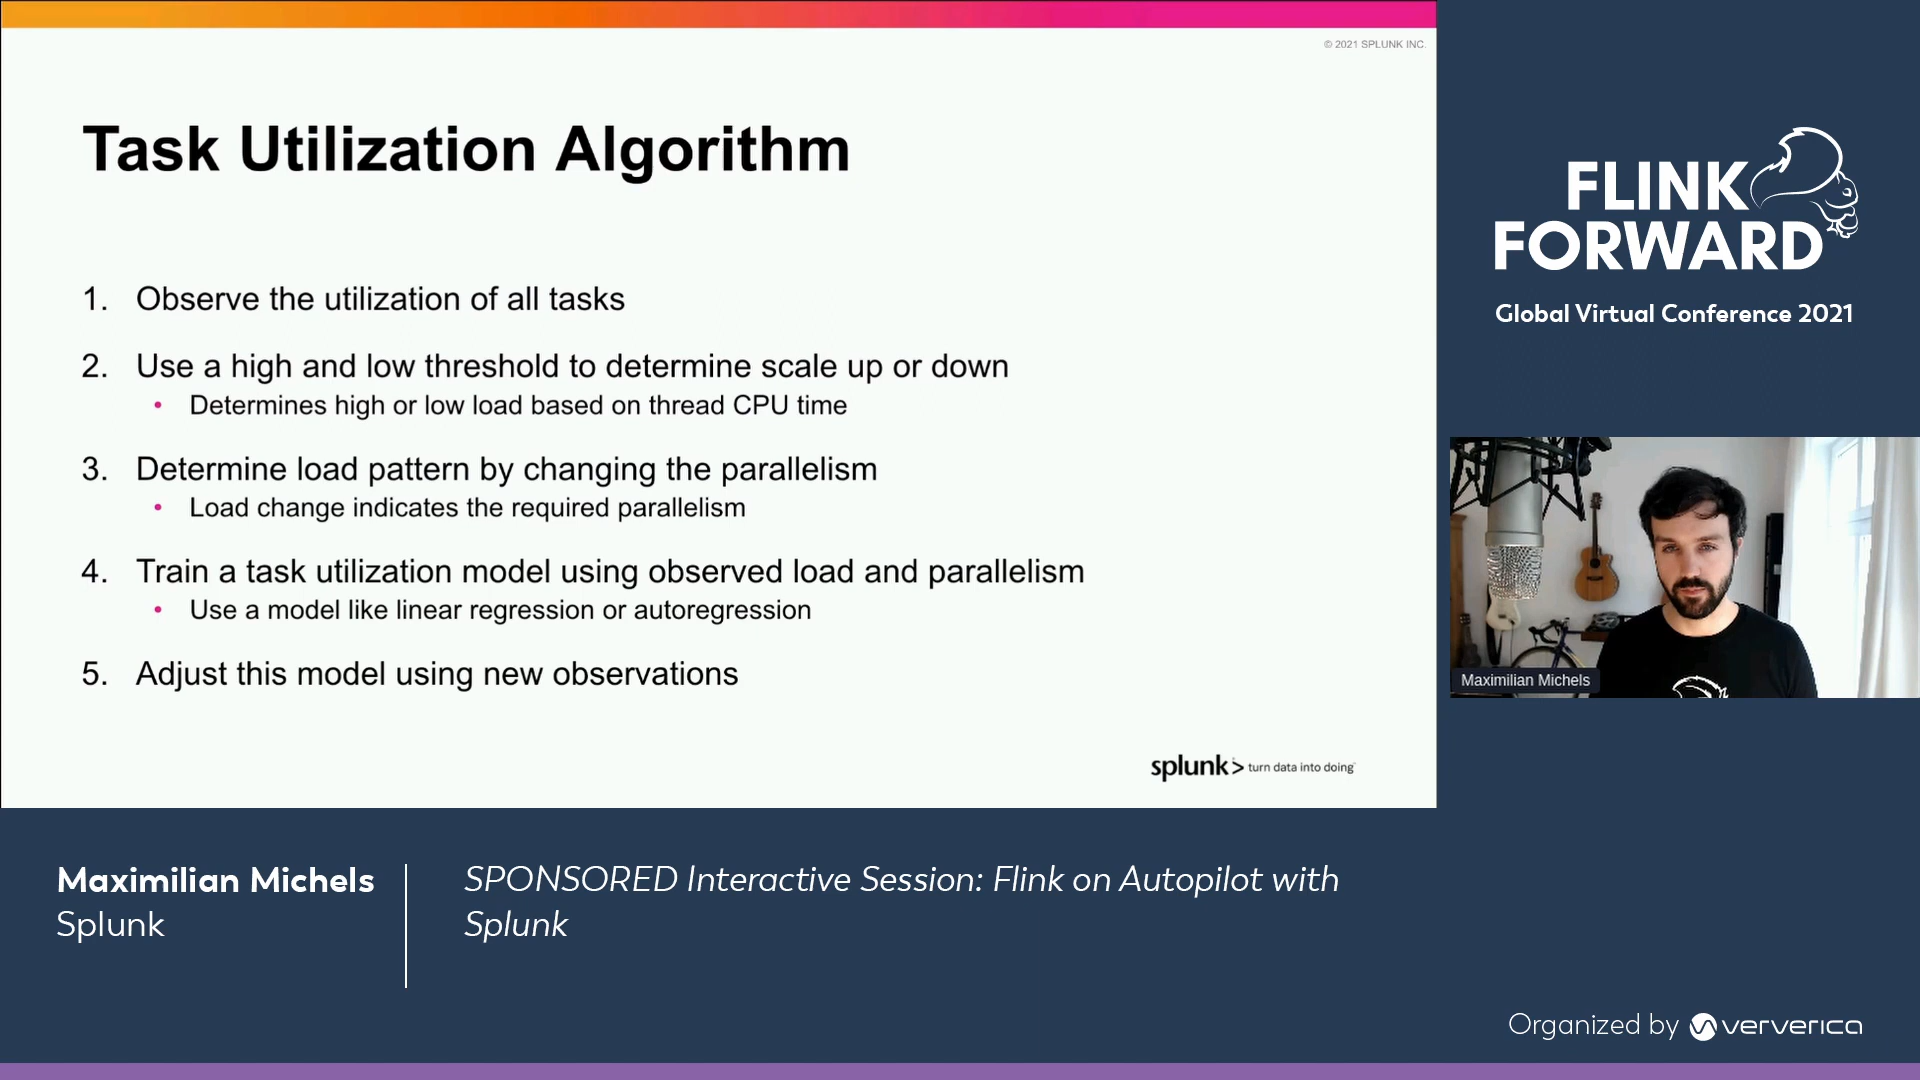 © 2021 SPLUNK INC.
Task Utilization Algorithm
1. Observe the utilization of all tasks
2. Use a high and low threshold to determine scale up or down
• Determines high or low load based on thread CPU time
3. Determine load pattern by changing the parallelism
• Load change indicates the required parallelism
4. Train a task utilization model using observed load and parallelism
• Use a model like linear regression or autoregression
5. Adjust this model using new observations
splunk> turn data into doing
FLINK
FORWARD
Global Virtual Conference 2021
Maximilian Michels
Maximilian Michels
Splunk
SPONSORED Interactive Session: Flink on Autopilot with
Splunk
Organized by ververica